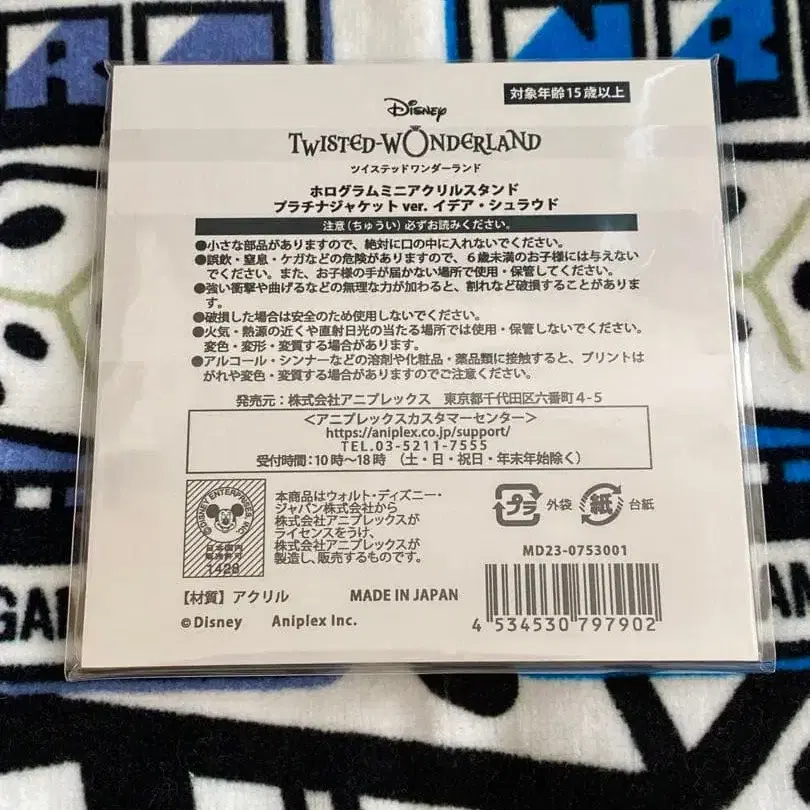 R
NR
Disney
対象年齢15歳以上
TWISTED-WONDERLAND
ツイステッドワンダーランド
ホログラムミニアクリルスタンド
プラチナジャケット ver. イデア・シュラウド
注意(ちゅうい)必ずお読みください。
●小さな部品がありますので、絶対に口の中に入れないでください。
●誤飲・窒息・ケガなどの危険がありますので、6歳未満のお子様には与えない
でください。また、お子様の手が届かない場所で使用・保管してください。
●強い衝撃や曲げるなどの無理な力が加わると、割れなど破損することがありま
す。
●破損した場合は安全のため使用しないでください。
●火気・熱源の近くや直射日光の当たる場所では使用・保管しないでください。
変色・変形・変質する場合があります。
●アルコール・シンナーなどの溶剤や化粧品・薬品類に接触すると、プリントは
がれや変色・変質する場合がありますのでご注意ください。
発売元:株式会社アニプレックス 東京都千代田区六番町4-5
<アニプレックスカスタマーセンター>
https://aniplex.co.jp/support/
TEL.03-5211-7555
受付時間:10時~18時 (土・日・祝日・年末年始除く)
©DISNEY ENTERPRISES INC.
日本国内
販売許可
1428
本商品はウォルト・ディズニー・
ジャパン株式会社から
株式会社アニプレックスが
ライセンスをうけ、
株式会社アニプレックスが
製造し、販売するものです。
プラ 外袋
紙 台紙
MD23-0753001
【材質】アクリル MADE IN JAPAN
©Disney Aniplex Inc.
4 534530 797902
GA
AM